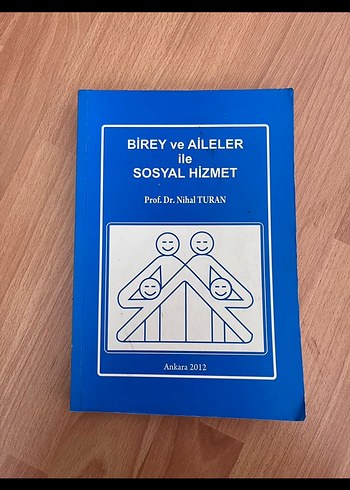 BİREY ve AİLELER
ile
SOSYAL HİZMET
Prof. Dr. Nihal TURAN
Ankara 2012